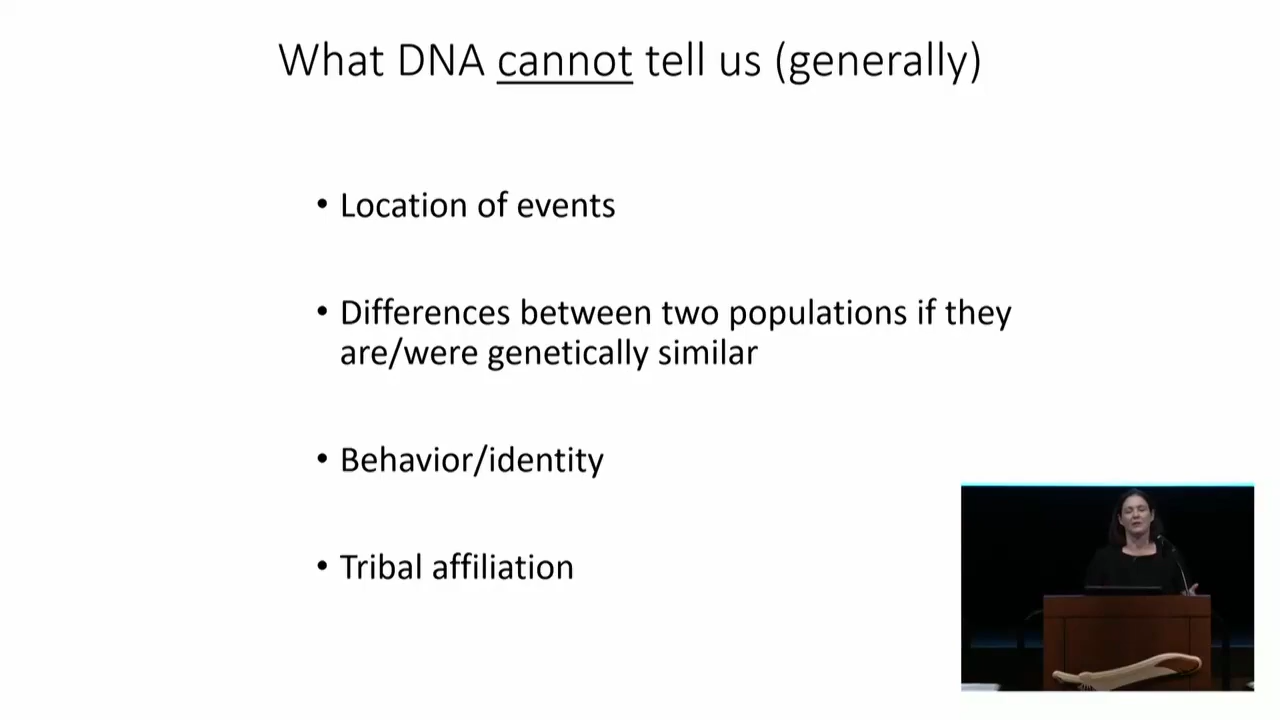 What DNA cannot tell us (generally)
• Location of events
• Differences between two populations if they
are/were genetically similar
• Behavior/identity
• Tribal affiliation